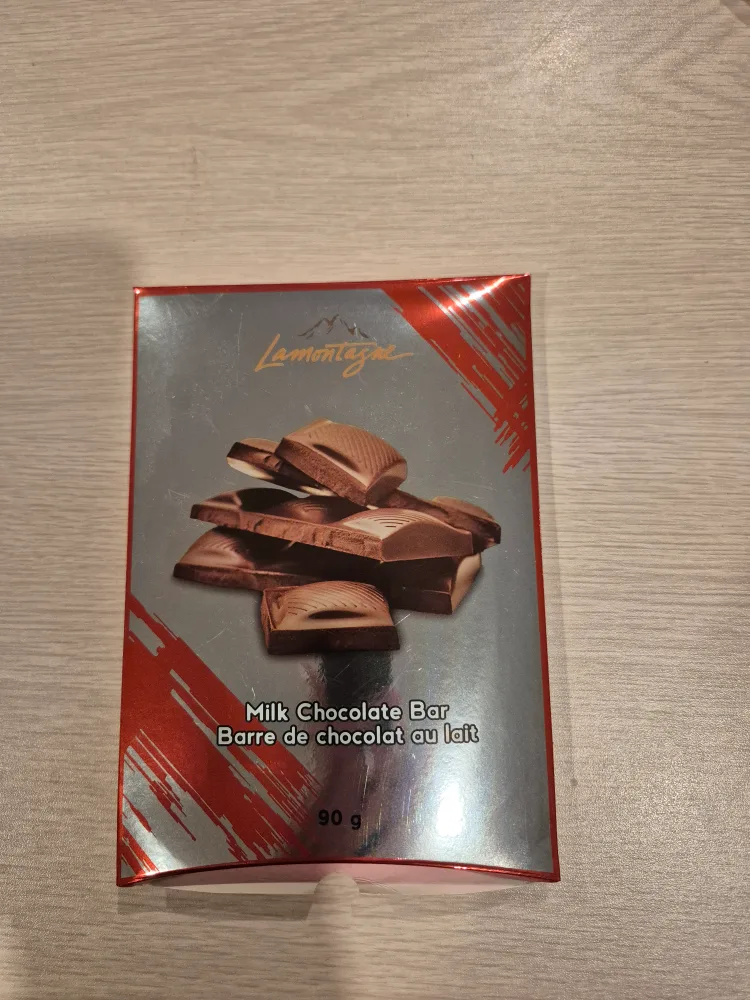 Lamontagne
Milk Chocolate Bar
Barre de chocolat au lait
90 g